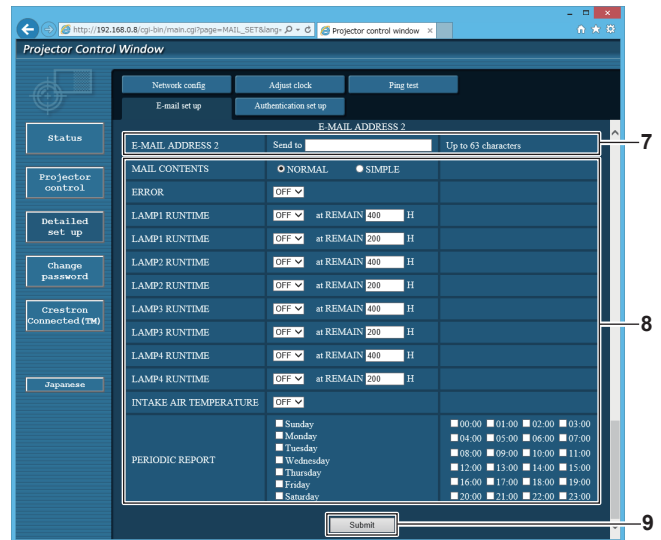 http://192.168.0.8/cgi-bin/main.cgi?page=MAIL_SET&lang=
Projector control window
Projector Control Window
Network config
Adjust clock
Ping test
E-mail set up
Authentication set up
Status
Projector control
Detailed set up
Change password
Crestron Connected(TM)
Japanese
E-MAIL ADDRESS 2
E-MAIL ADDRESS 2 Send to Up to 63 characters 7
MAIL CONTENTS NORMAL SIMPLE
ERROR OFF
LAMP1 RUNTIME OFF at REMAIN 400 H
LAMP1 RUNTIME OFF at REMAIN 200 H
LAMP2 RUNTIME OFF at REMAIN 400 H
LAMP2 RUNTIME OFF at REMAIN 200 H
LAMP3 RUNTIME OFF at REMAIN 400 H
8
LAMP3 RUNTIME OFF at REMAIN 200 H
LAMP4 RUNTIME OFF at REMAIN 400 H
LAMP4 RUNTIME OFF at REMAIN 200 H
INTAKE AIR TEMPERATURE OFF
PERIODIC REPORT
Sunday
Monday
Tuesday
Wednesday
Thursday
Friday
Saturday
00:00 01:00 02:00 03:00
04:00 05:00 06:00 07:00
08:00 09:00 10:00 11:00
12:00 13:00 14:00 15:00
16:00 17:00 18:00 19:00
20:00 21:00 22:00 23:00
Submit 9